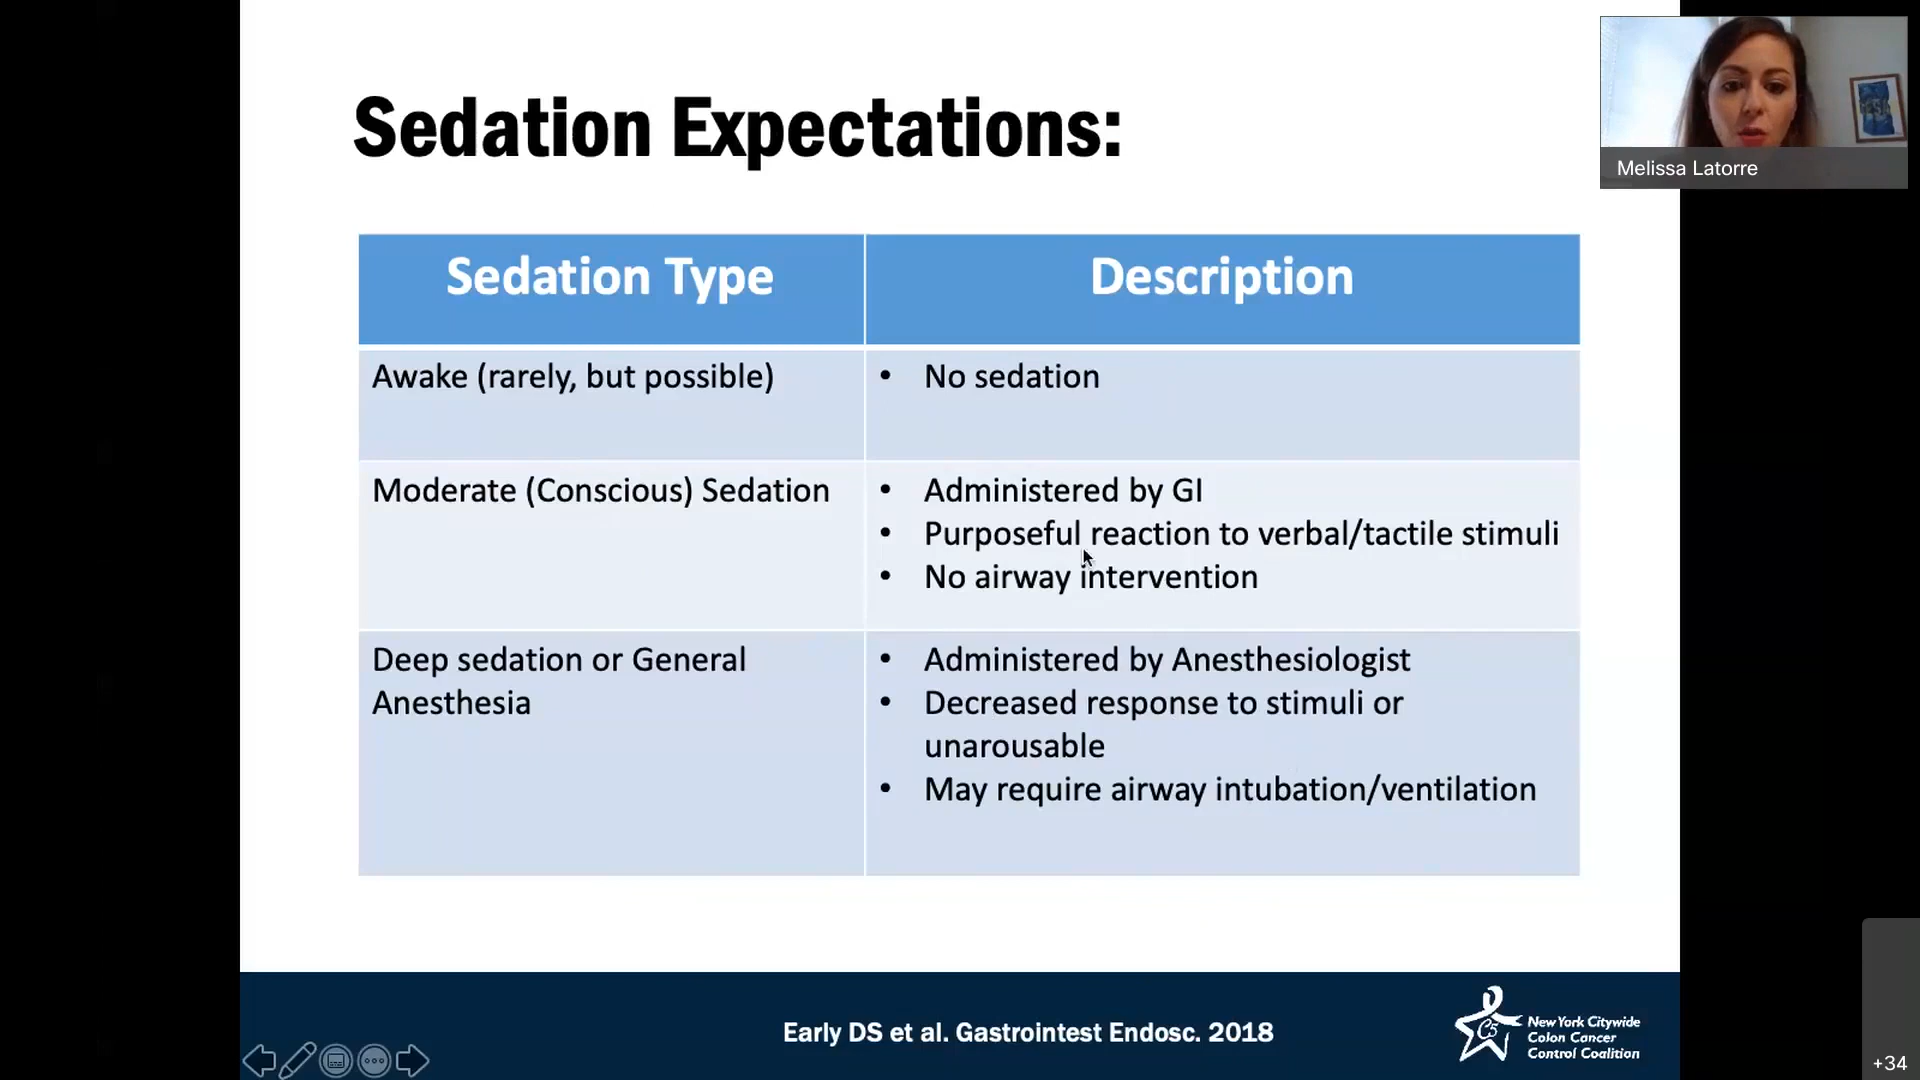 Sedation Expectations:
Melissa Latorre
Sedation Type
Description
Awake (rarely, but possible)
• No sedation
Moderate (Conscious) Sedation
• Administered by GI
• Purposeful reaction to verbal/tactile stimuli
• No airway intervention
Deep sedation or General
Anesthesia
• Administered by Anesthesiologist
• Decreased response to stimuli or
unarousable
• May require airway intubation/ventilation
Early DS et al. Gastrointest Endosc. 2018
C5
New York Citywide
Colon Cancer
Control Coalition
+34